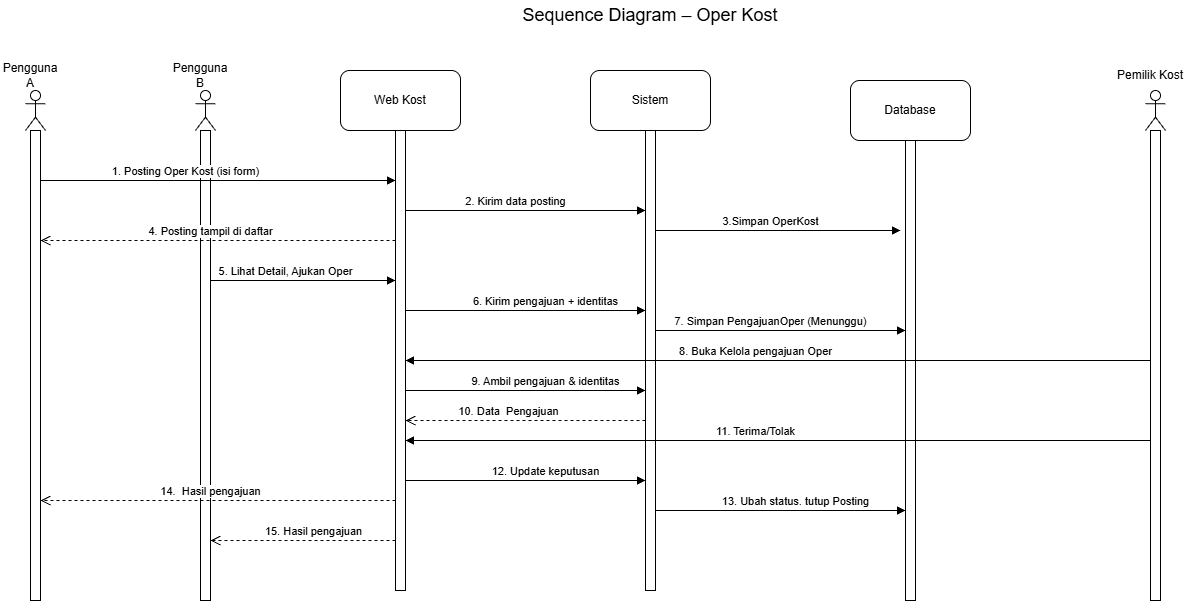 Sequence Diagram – Oper Kost
Pengguna
A
Pengguna
B
Web Kost
Sistem
Database
Pemilik Kost
1. Posting Oper Kost (isi form)
2. Kirim data posting
3.Simpan OperKost
4. Posting tampil di daftar
5. Lihat Detail, Ajukan Oper
6. Kirim pengajuan + identitas
7. Simpan PengajuanOper (Menunggu)
8. Buka Kelola pengajuan Oper
9. Ambil pengajuan & identitas
10. Data  Pengajuan
11. Terima/Tolak
12. Update keputusan
14.  Hasil pengajuan
13. Ubah status. tutup Posting
15. Hasil pengajuan